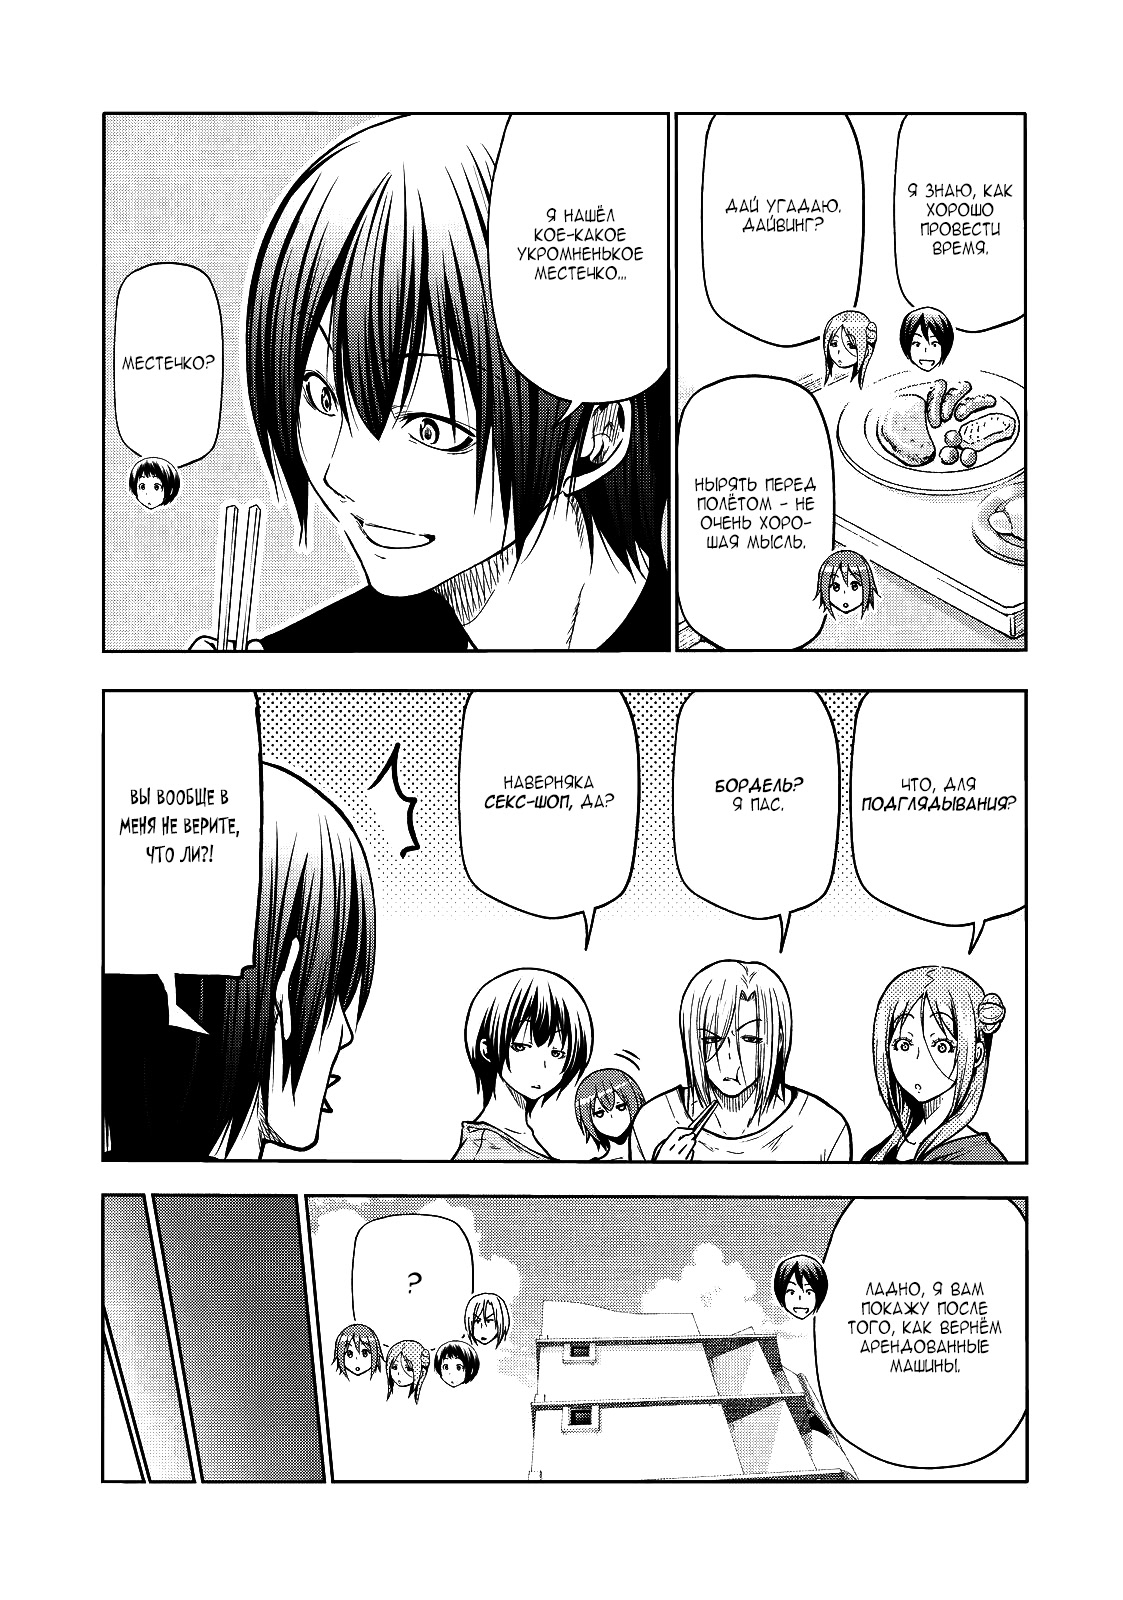 Я ЗНАЮ, КАК
ХОРОШО
ПРОВЕСТИ
ВРЕМЯ.
ДАЙ УГАДАЮ,
ДАЙВИНГ?
НЫРЯТЬ ПЕРЕД
ПОЛЁТОМ - НЕ
ОЧЕНЬ ХОРО-
ШАЯ МЫСЛЬ.
Я НАШЁЛ
КОЕ-КАКОЕ
УКРОМНЕНЬКОЕ
МЕСТЕЧКО...
МЕСТЕЧКО?
ЧТО, ДЛЯ
ПОДГЛЯДЫВАНИЯ?
БОРДЕЛЬ?
Я ПАС.
НАВЕРНЯКА
СЕКС-ШОП, ДА?
ВЫ ВООБЩЕ В
МЕНЯ НЕ ВЕРИТЕ,
ЧТО ЛИ?!
ЛАДНО, Я ВАМ
ПОКАЖУ ПОСЛЕ
ТОГО, КАК ВЕРНЁМ
АРЕНДОВАННЫЕ
МАШИНЫ.
?